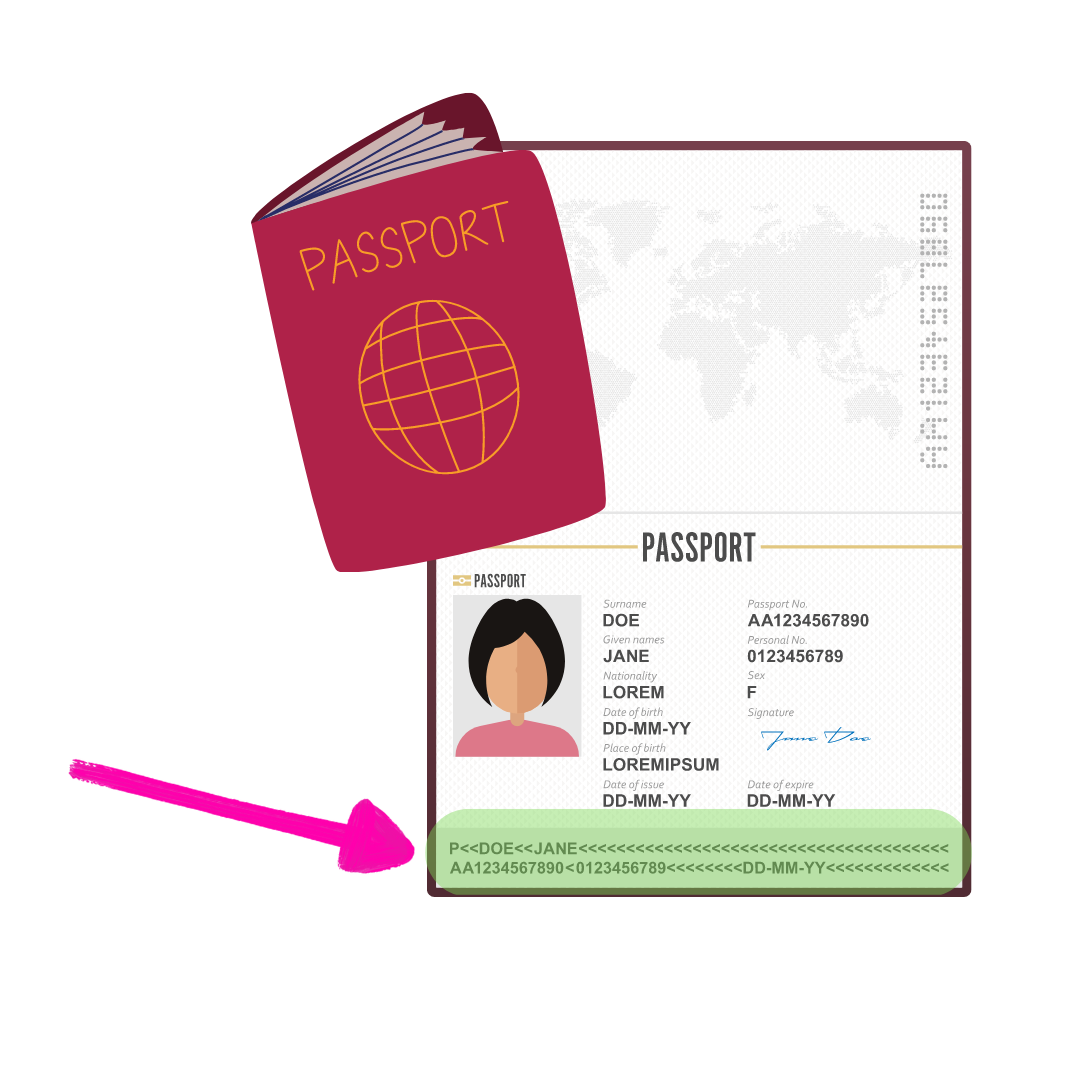 PASSPORT
PASSPORT
PASSPORT
Surname
DOE
Given names
JANE
Nationality
LOREM
Date of birth
DD-MM-YY
Place of birth
LOREMIPSUM
Date of issue
DD-MM-YY
Passport No.
AA1234567890
Personal No.
0123456789
Sex
F
Signature
Jane Doe
Date of expire
DD-MM-YY
P<<DOE<<JANE<<<<<<<<<<<<<<<<<<<<<<<<<<<<<<<<<<<<<<<
AA1234567890<0123456789<<<<<<<<DD-MM-YY<<<<<<<<<<<<<